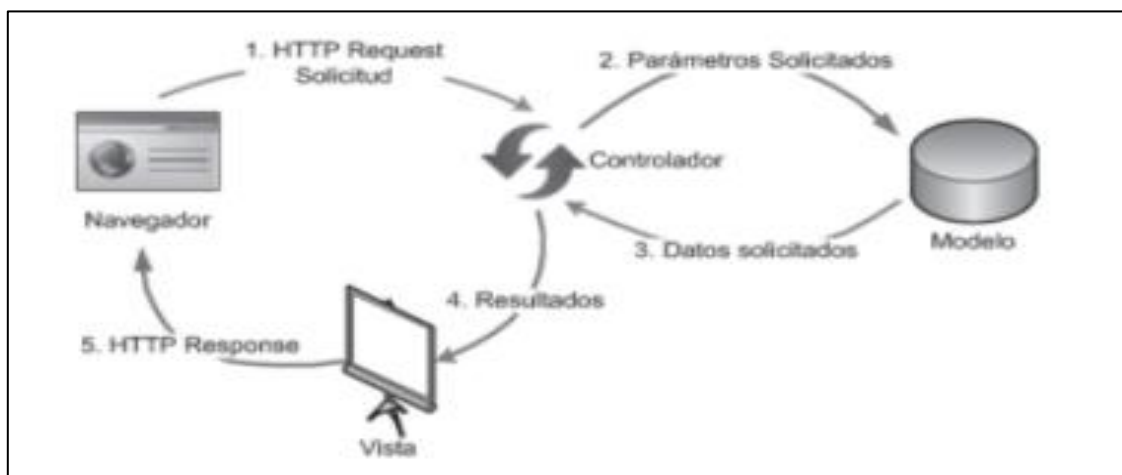 1. HTTP Request
Solicitud
2. Parámetros Solicitados
Controlador
Navegador
Modelo
3. Datos solicitados
4. Resultados
5. HTTP Response
Vista